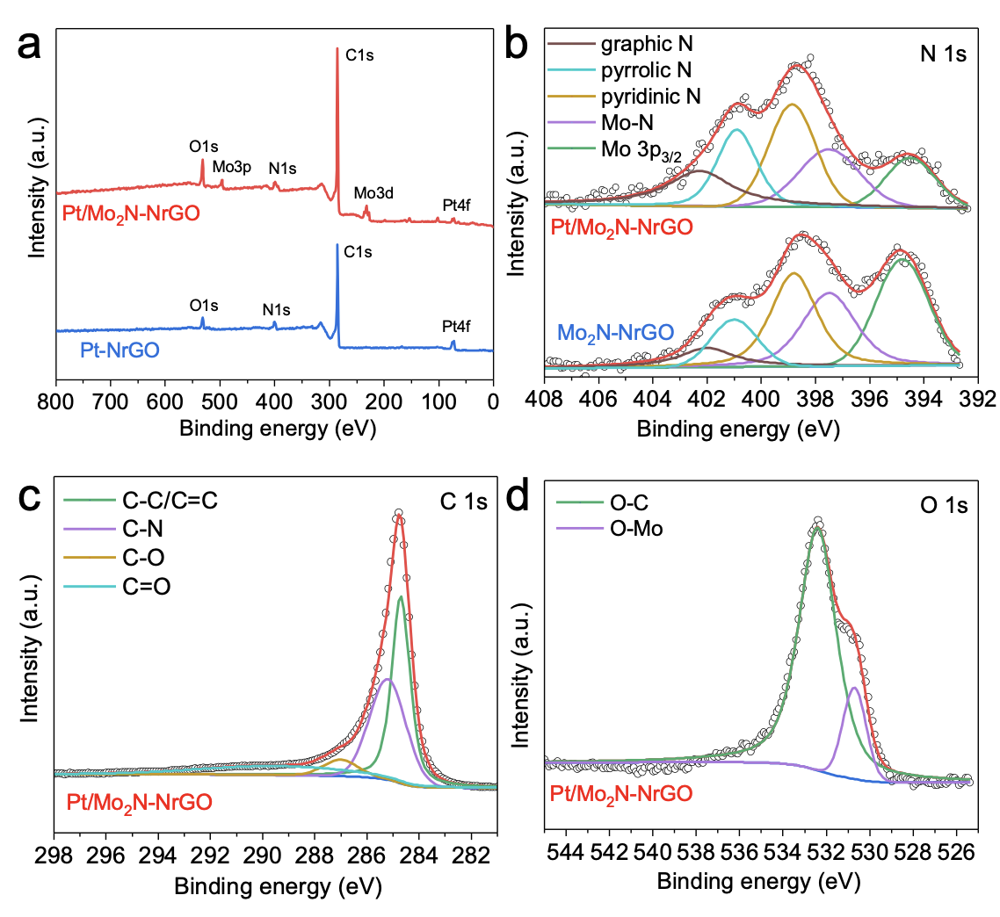 a
C1s
O1s
Mo3p
N1s
Mo3d
Pt4f
Pt/Mo₂N-NrGO
C1s
O1s
N1s
Pt4f
Pt-NrGO
Intensity (a.u.)
800 700 600 500 400 300 200 100 0
Binding energy (eV)
b
graphic N
pyrrolic N
pyridinic N
Mo-N
Mo 3p₃/₂
N 1s
Pt/Mo₂N-NrGO
Mo₂N-NrGO
Intensity (a.u.)
408 406 404 402 400 398 396 394 392
Binding energy (eV)
c
C-C/C=C
C-N
C-O
C=O
C 1s
Pt/Mo₂N-NrGO
Intensity (a.u.)
298 296 294 292 290 288 286 284 282
Binding energy (eV)
d
O-C
O-Mo
O 1s
Pt/Mo₂N-NrGO
Intensity (a.u.)
544 542 540 538 536 534 532 530 528 526
Binding energy (eV)